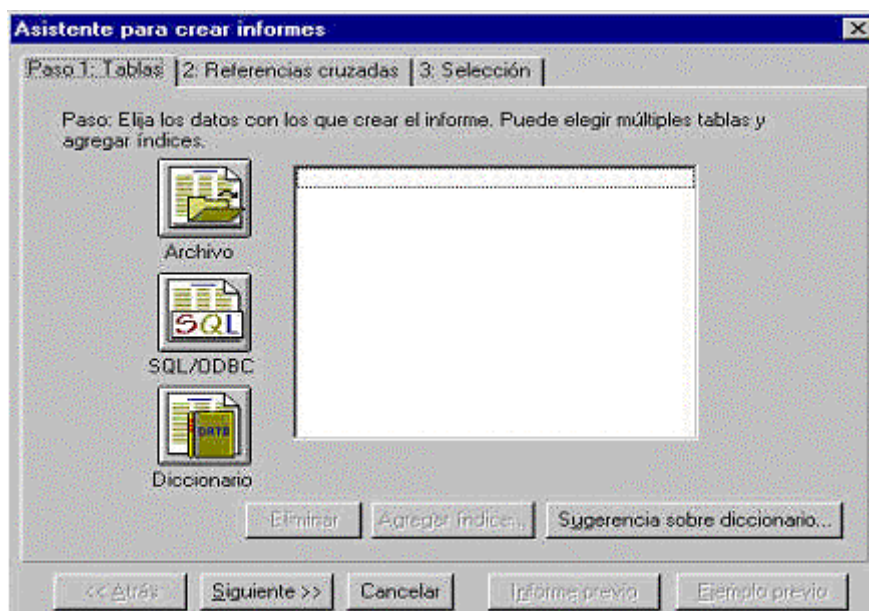 Asistente para crear informes
Paso 1: Tablas 2: Referencias cruzadas 3: Selección
Paso: Elija los datos con los que crear el informe. Puede elegir múltiples tablas y
agregar índices.
Archivo
SQL
SQL/ODBC
DATA
Diccionario
Eliminar Agregar índice... Sugerencia sobre diccionario...
<< Atrás Siguiente >> Cancelar Informe previo Ejemplo previo